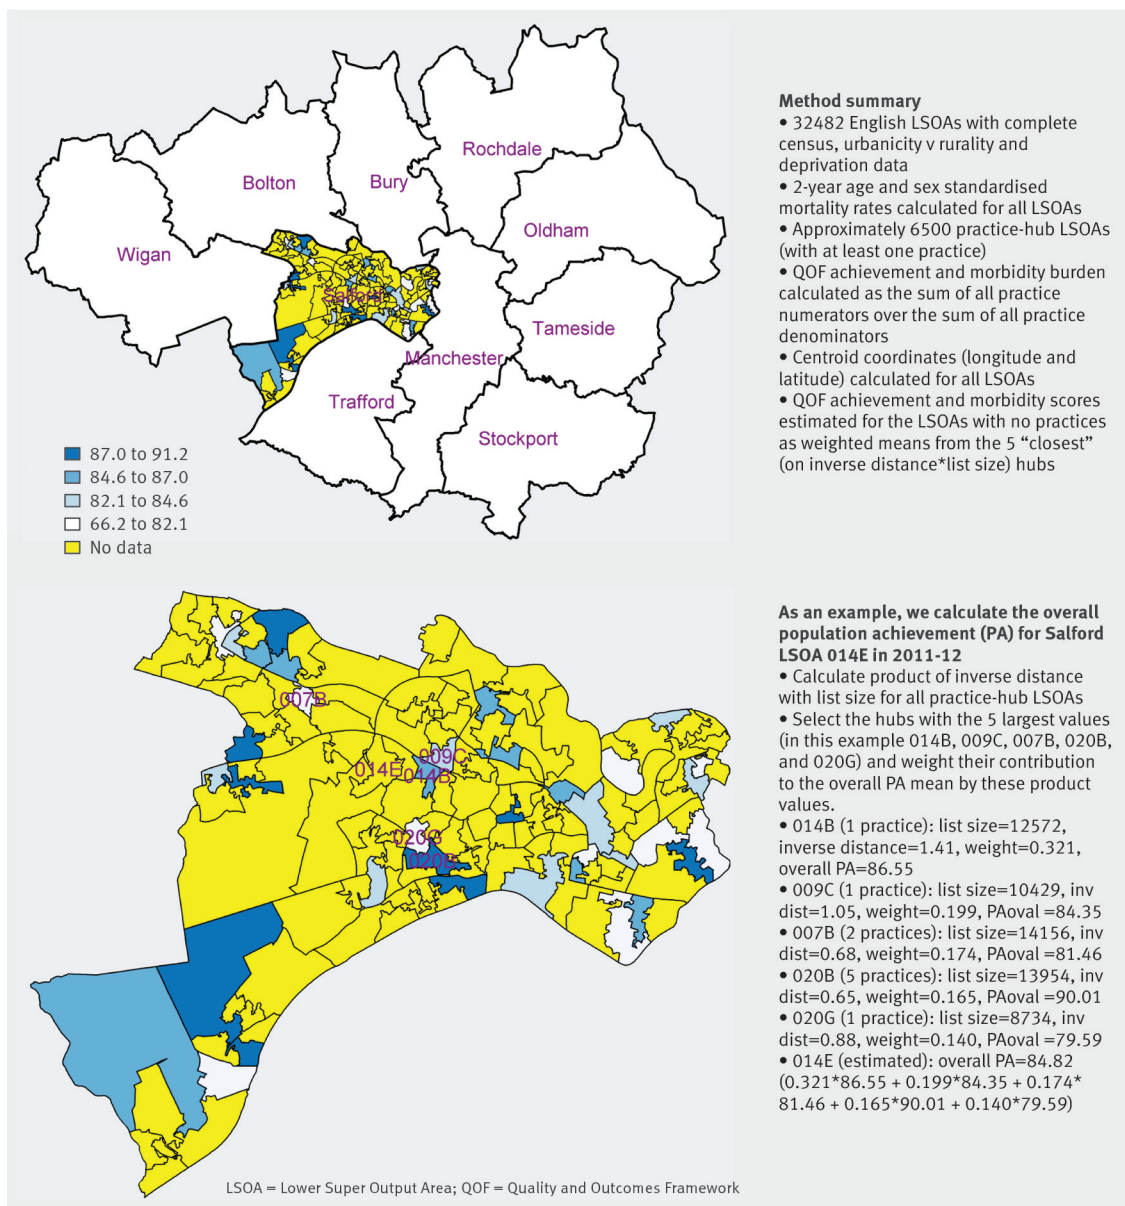 Rochdale
Bolton
Bury
Oldham
Wigan
Salford
Tameside
Manchester
Trafford
Stockport
87.0 to 91.2
84.6 to 87.0
82.1 to 84.6
66.2 to 82.1
No data
Method summary
• 32482 English LSOAs with complete
census, urbanicity v rurality and
deprivation data
• 2-year age and sex standardised
mortality rates calculated for all LSOAs
• Approximately 6500 practice-hub LSOAs
(with at least one practice)
• QOF achievement and morbidity burden
calculated as the sum of all practice
numerators over the sum of all practice
denominators
• Centroid coordinates (longitude and
latitude) calculated for all LSOAs
• QOF achievement and morbidity scores
estimated for the LSOAs with no practices
as weighted means from the 5 “closest”
(on inverse distance*list size) hubs
007B
009C
014E
014B
020G
020B
As an example, we calculate the overall
population achievement (PA) for Salford
LSOA 014E in 2011-12
• Calculate product of inverse distance
with list size for all practice-hub LSOAs
• Select the hubs with the 5 largest values
(in this example 014B, 009C, 007B, 020B,
and 020G) and weight their contribution
to the overall PA mean by these product
values.
• 014B (1 practice): list size=12572,
inverse distance=1.41, weight=0.321,
overall PA=86.55
• 009C (1 practice): list size=10429, inv
dist=1.05, weight=0.199, PAoval =84.35
• 007B (2 practices): list size=14156, inv
dist=0.68, weight=0.174, PAoval =81.46
• 020B (5 practices): list size=13954, inv
dist=0.65, weight=0.165, PAoval =90.01
• 020G (1 practice): list size=8734, inv
dist=0.88, weight=0.140, PAoval =79.59
• 014E (estimated): overall PA=84.82
(0.321*86.55 + 0.199*84.35 + 0.174*
81.46 + 0.165*90.01 + 0.140*79.59)
LSOA = Lower Super Output Area; QOF = Quality and Outcomes Framework